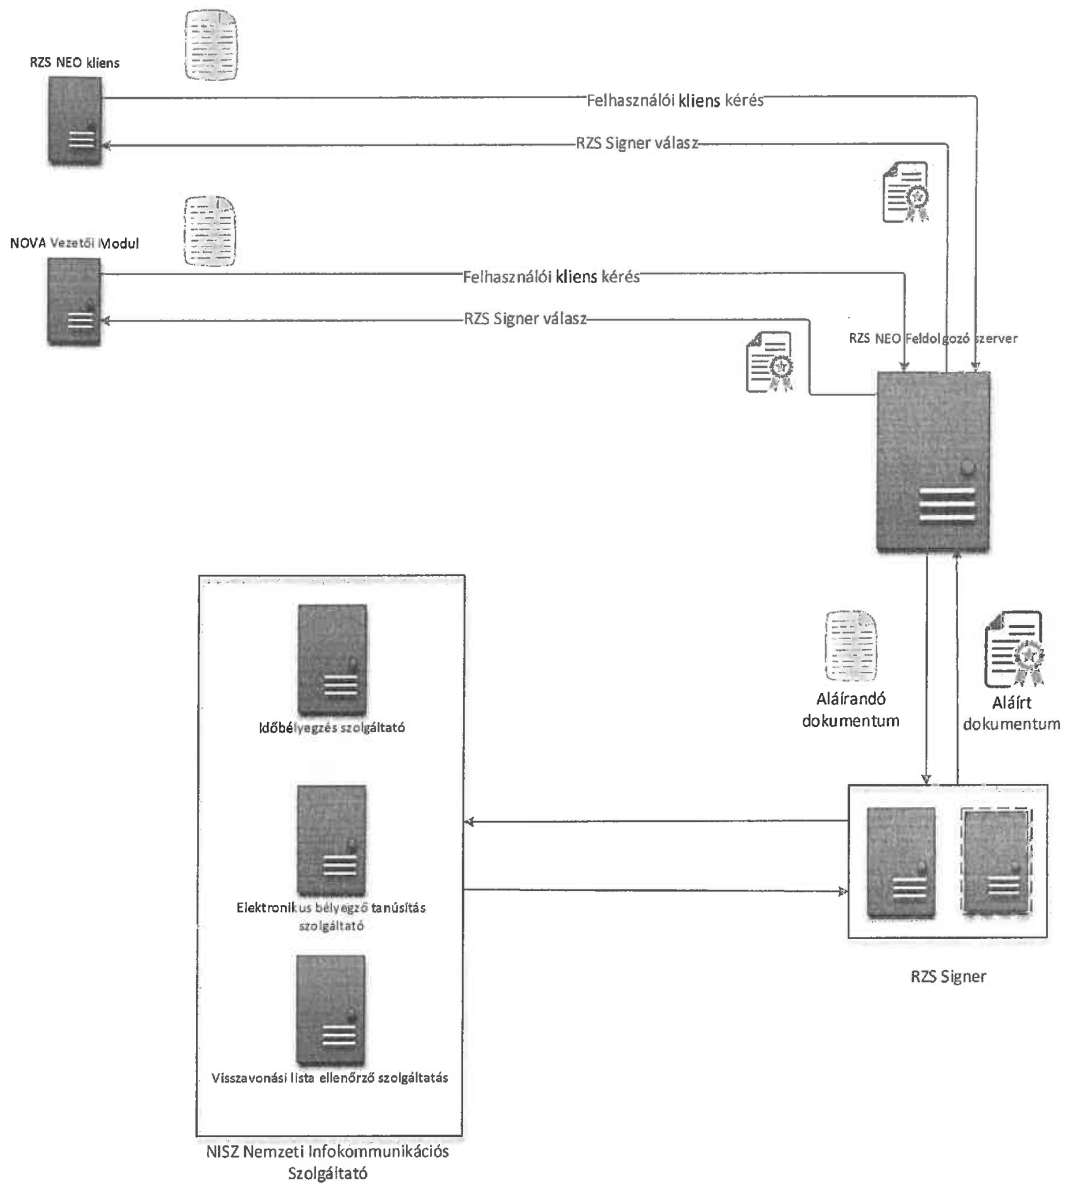 RZS NEO kliens
Felhasználói kliens kérés
RZS Signer válasz
NOVA Vezetői Modul
Felhasználói kliens kérés
RZS Signer válasz
RZS NEO Feldolgozó szerver
Aláírandó
dokumentum
Aláírt
dokumentum
Időbélyegzés szolgáltató
Elektronikus bélyegző tanúsítás
szolgáltató
Visszavonási lista ellenőrző szolgáltatás
RZS Signer
NISZ Nemzeti Infokommunikációs
Szolgáltató